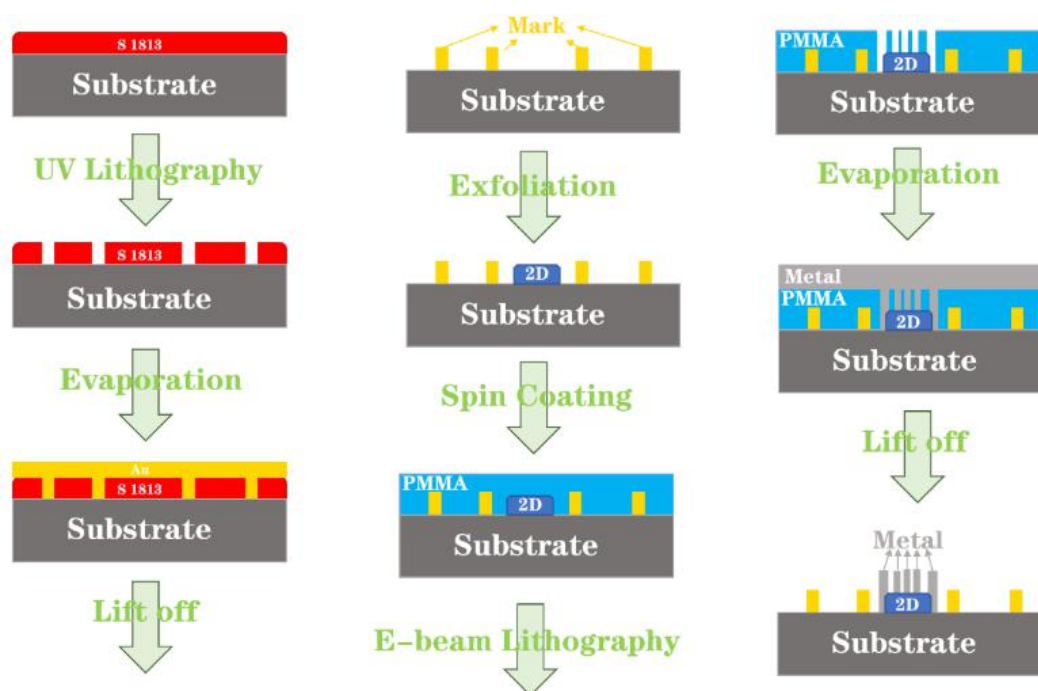 S 1813
Substrate
UV Lithography
S 1813
Substrate
Evaporation
Au
S 1813
Substrate
Lift off
Mark
Substrate
Exfoliation
2D
Substrate
Spin Coating
PMMA
2D
Substrate
E-beam Lithography
PMMA
2D
Substrate
Evaporation
Metal
PMMA
2D
Substrate
Lift off
Metal
2D
Substrate